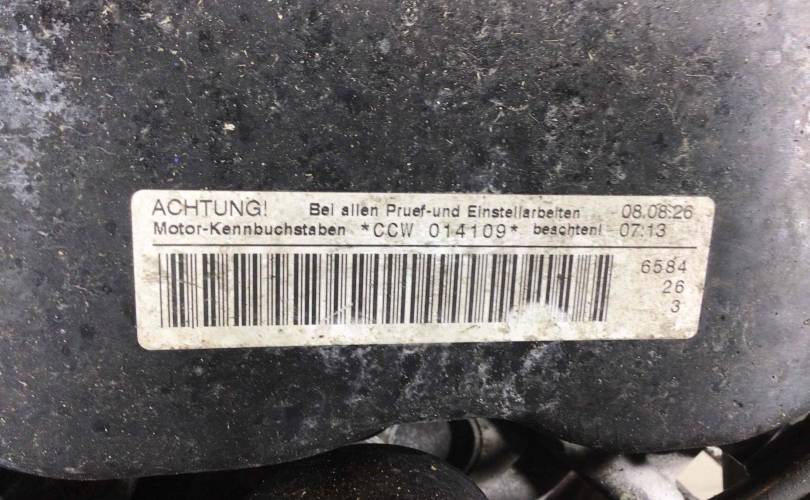 ACHTUNG! Bei allen Pruef-und Einstellarbeiten 08.08.26
Motor-Kennbuchstaben *CCW 014109* beachten! 07:13
6584
26
3